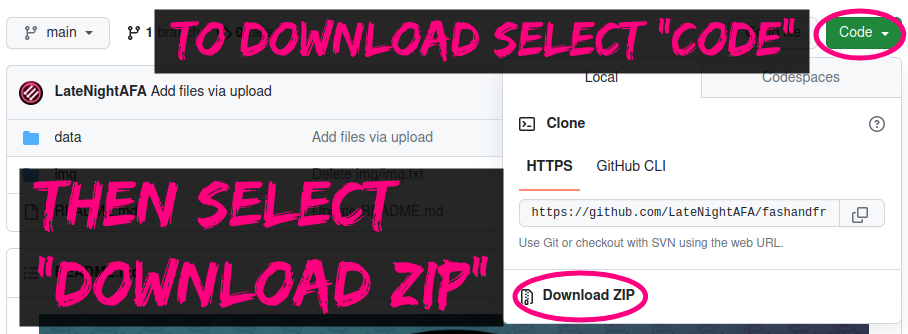 main
1
TO DOWNLOAD SELECT "CODE"
Code
LateNightAFA Add files via upload
Local
Codespaces
data
Add files via upload
Clone
img
Delete img/img.txt
HTTPS
GitHub CLI
THEN SELECT
README.md
https://github.com/LateNightAFA/fashandfr
Use Git or checkout with SVN using the web URL.
"DOWNLOAD ZIP"
Download ZIP